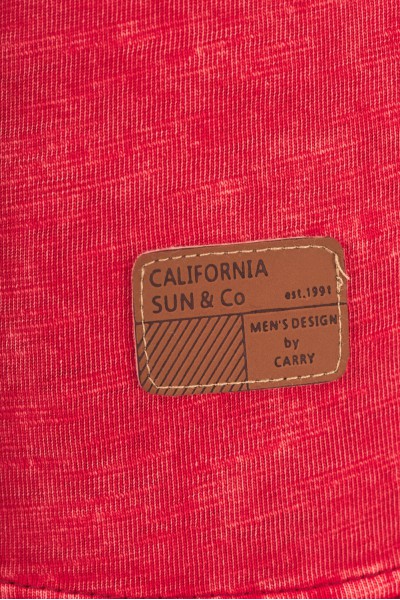 CALIFORNIA
SUN & Co
est.1991
MEN'S DESIGN
by
CARRY